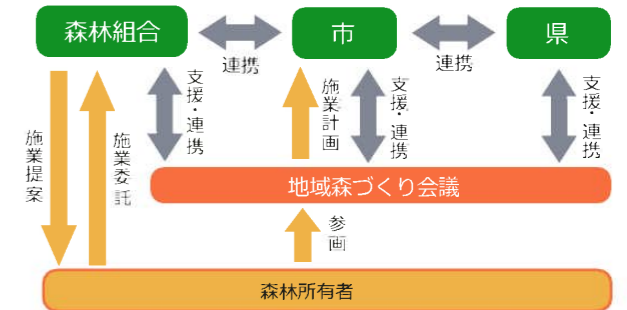 森林組合
市
県
連携
連携
支援・連携
施業計画
支援・連携
支援・連携
施業提案
施業委託
地域森づくり会議
参画
森林所有者